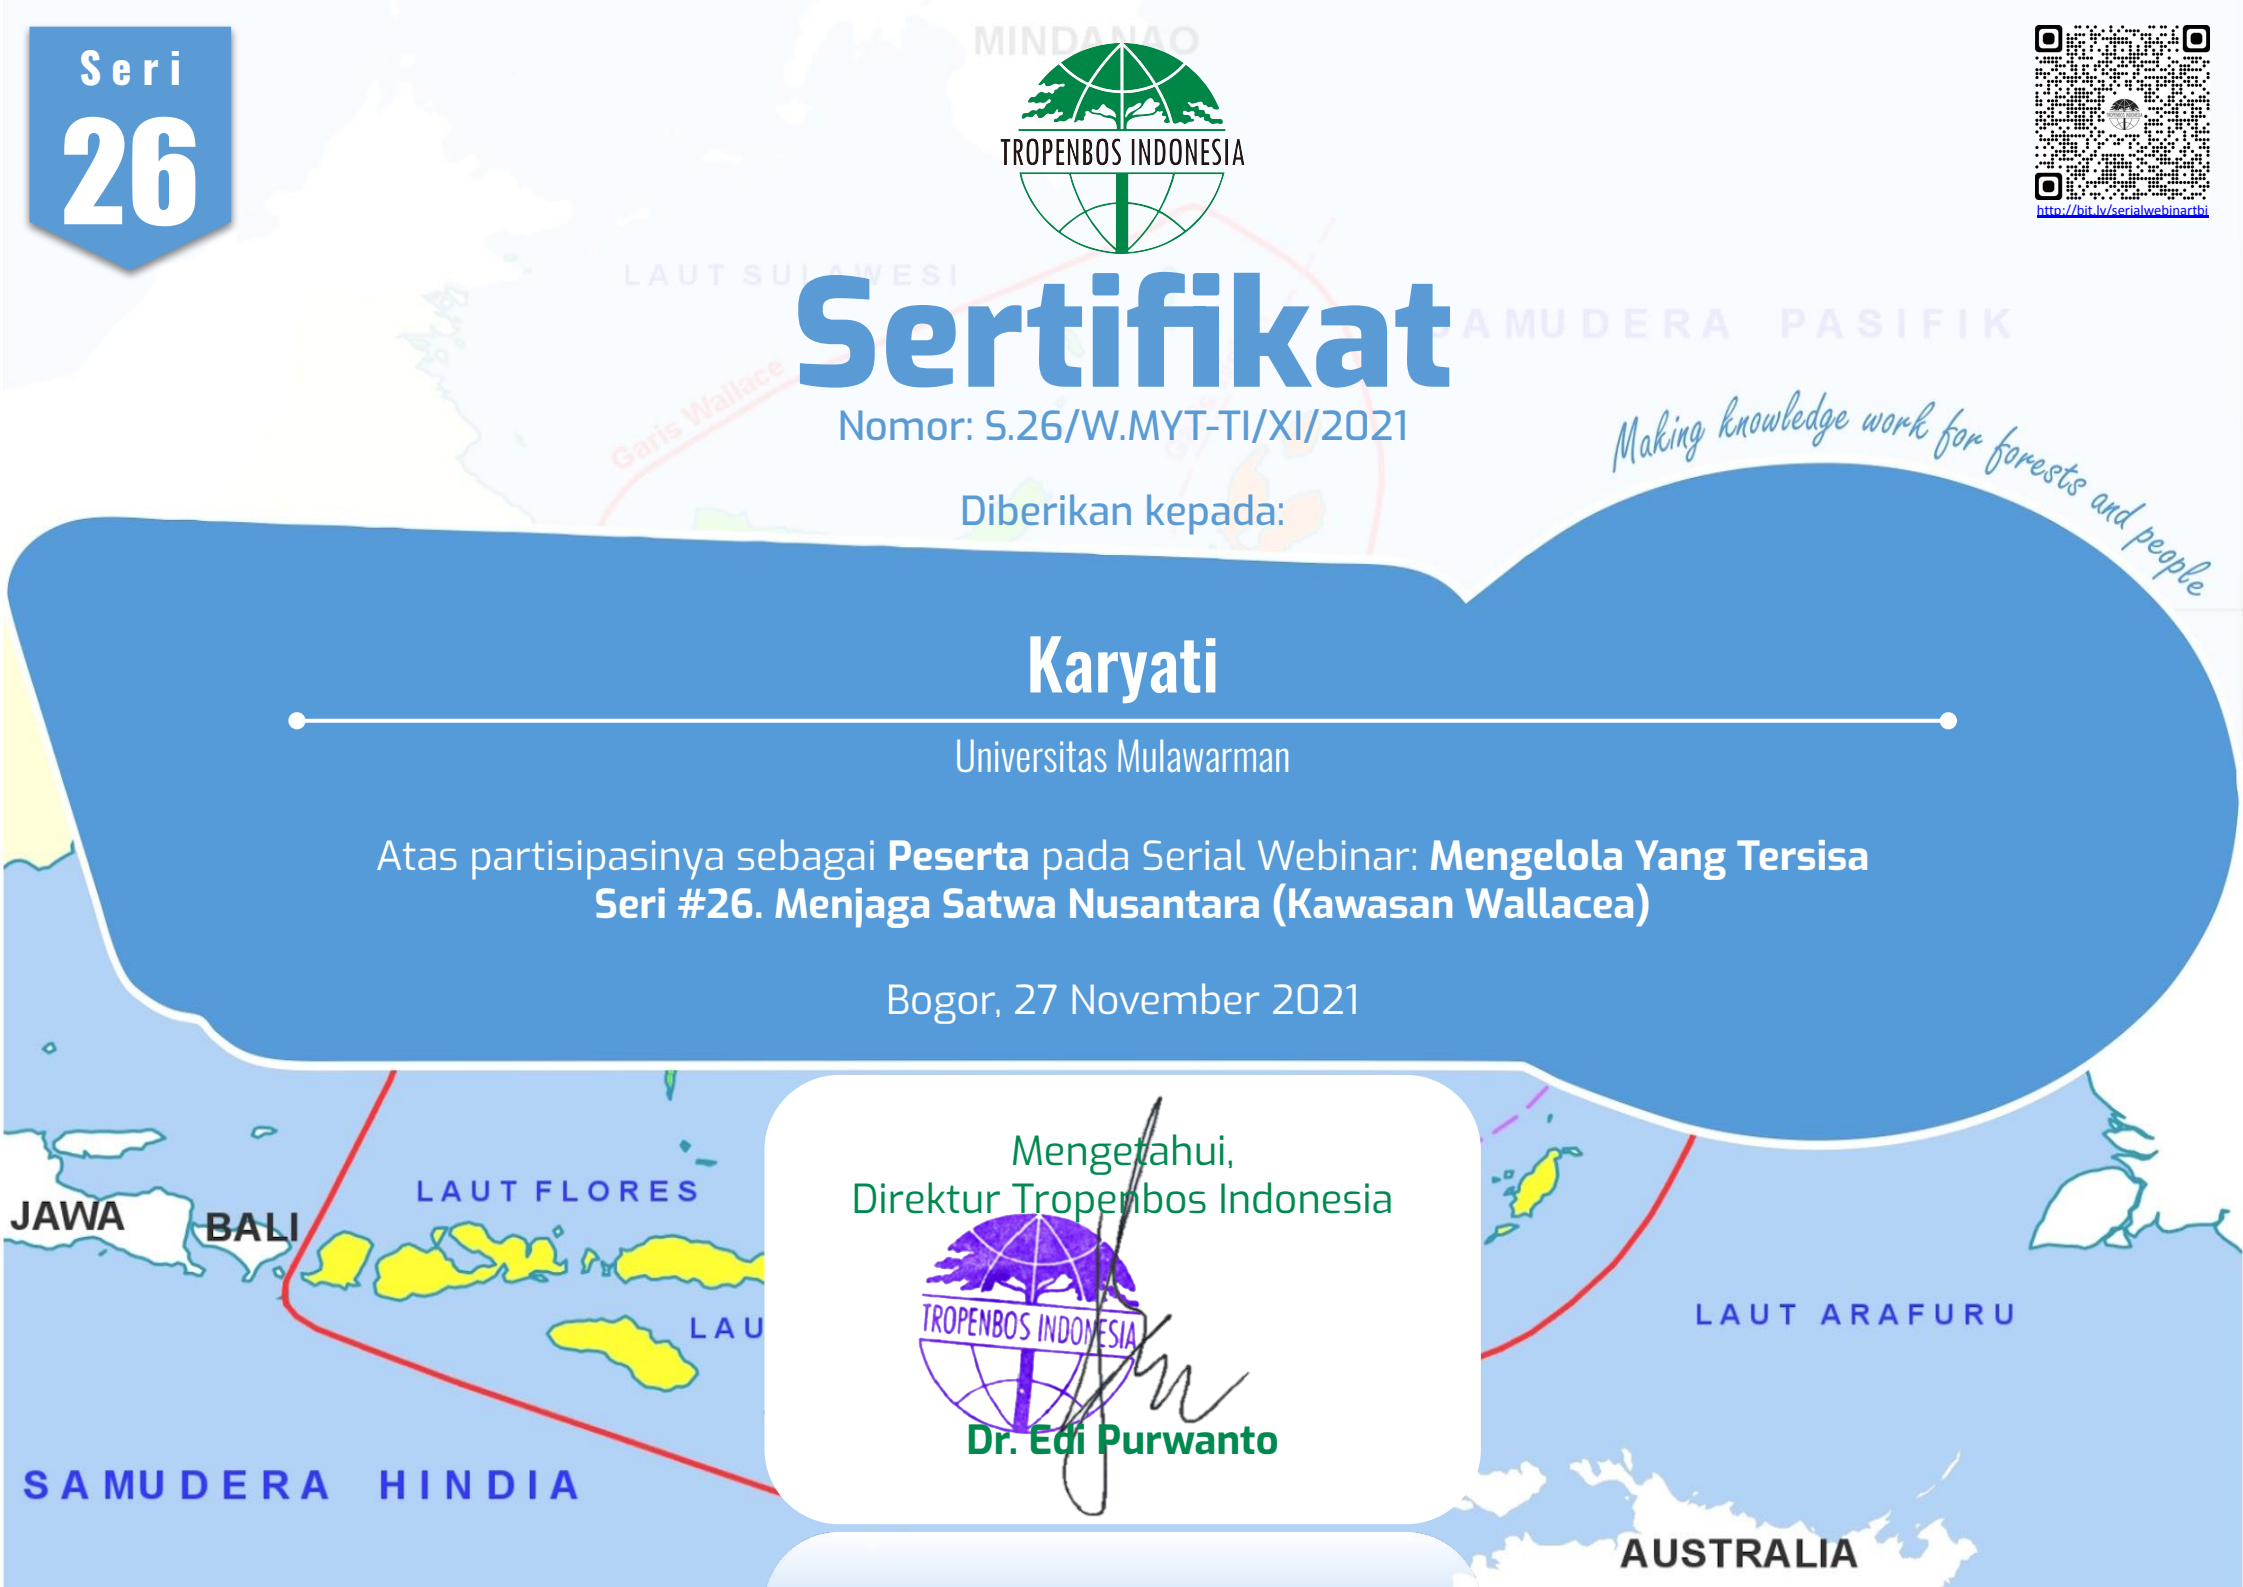 MINDANAO
Seri
26
TROPENBOS INDONESIA
http://bit.ly/serialwebinartbi
LAUT SULAWESI
Sertifikat
SAMUDERA PASIFIK
Garis Wallace
Nomor: S.26/W.MYT-TI/XI/2021
Making knowledge work for forests and people
Diberikan kepada:
Karyati
Universitas Mulawarman
Atas partisipasinya sebagai Peserta pada Serial Webinar: Mengelola Yang Tersisa
Seri #26. Menjaga Satwa Nusantara (Kawasan Wallacea)
Bogor, 27 November 2021
Mengetahui,
Direktur Tropenbos Indonesia
LAUT FLORES
JAWA
BALI
TROPENBOS INDONESIA
LAU
LAUT ARAFURU
Dr. Edi Purwanto
SAMUDERA HINDIA
AUSTRALIA